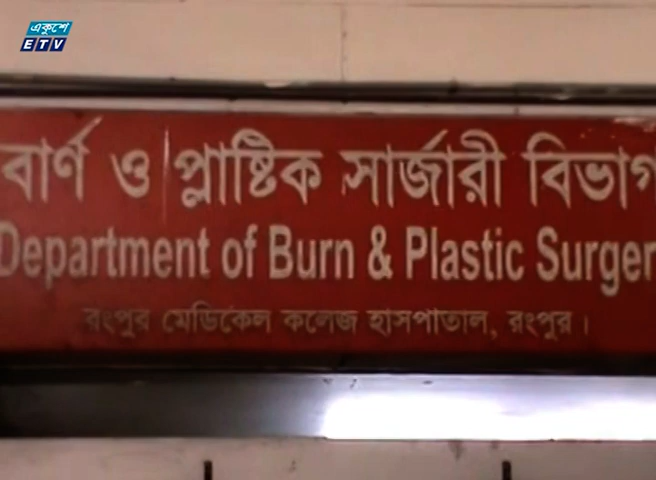 একুশে
ETV
বার্ণ ও প্লাষ্টিক সার্জারী বিভাগ
Department of Burn & Plastic Surger
রংপুর মেডিকেল কলেজ হাসপাতাল, রংপুর।